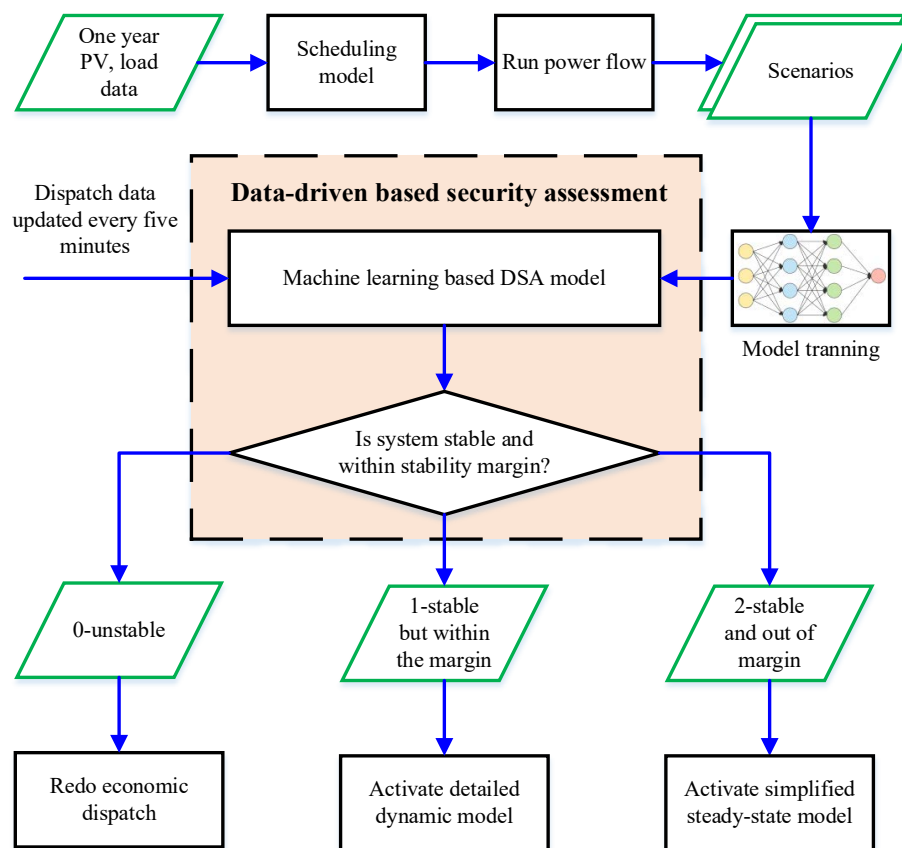 One year
PV, load
data
Scheduling
model
Run power flow
Scenarios
Dispatch data
updated every five
minutes
Data-driven based security assessment
Machine learning based DSA model
Model tranning
Is system stable and
within stability margin?
0-unstable
1-stable
but within
the margin
2-stable
and out of
margin
Redo economic
dispatch
Activate detailed
dynamic model
Activate simplified
steady-state model